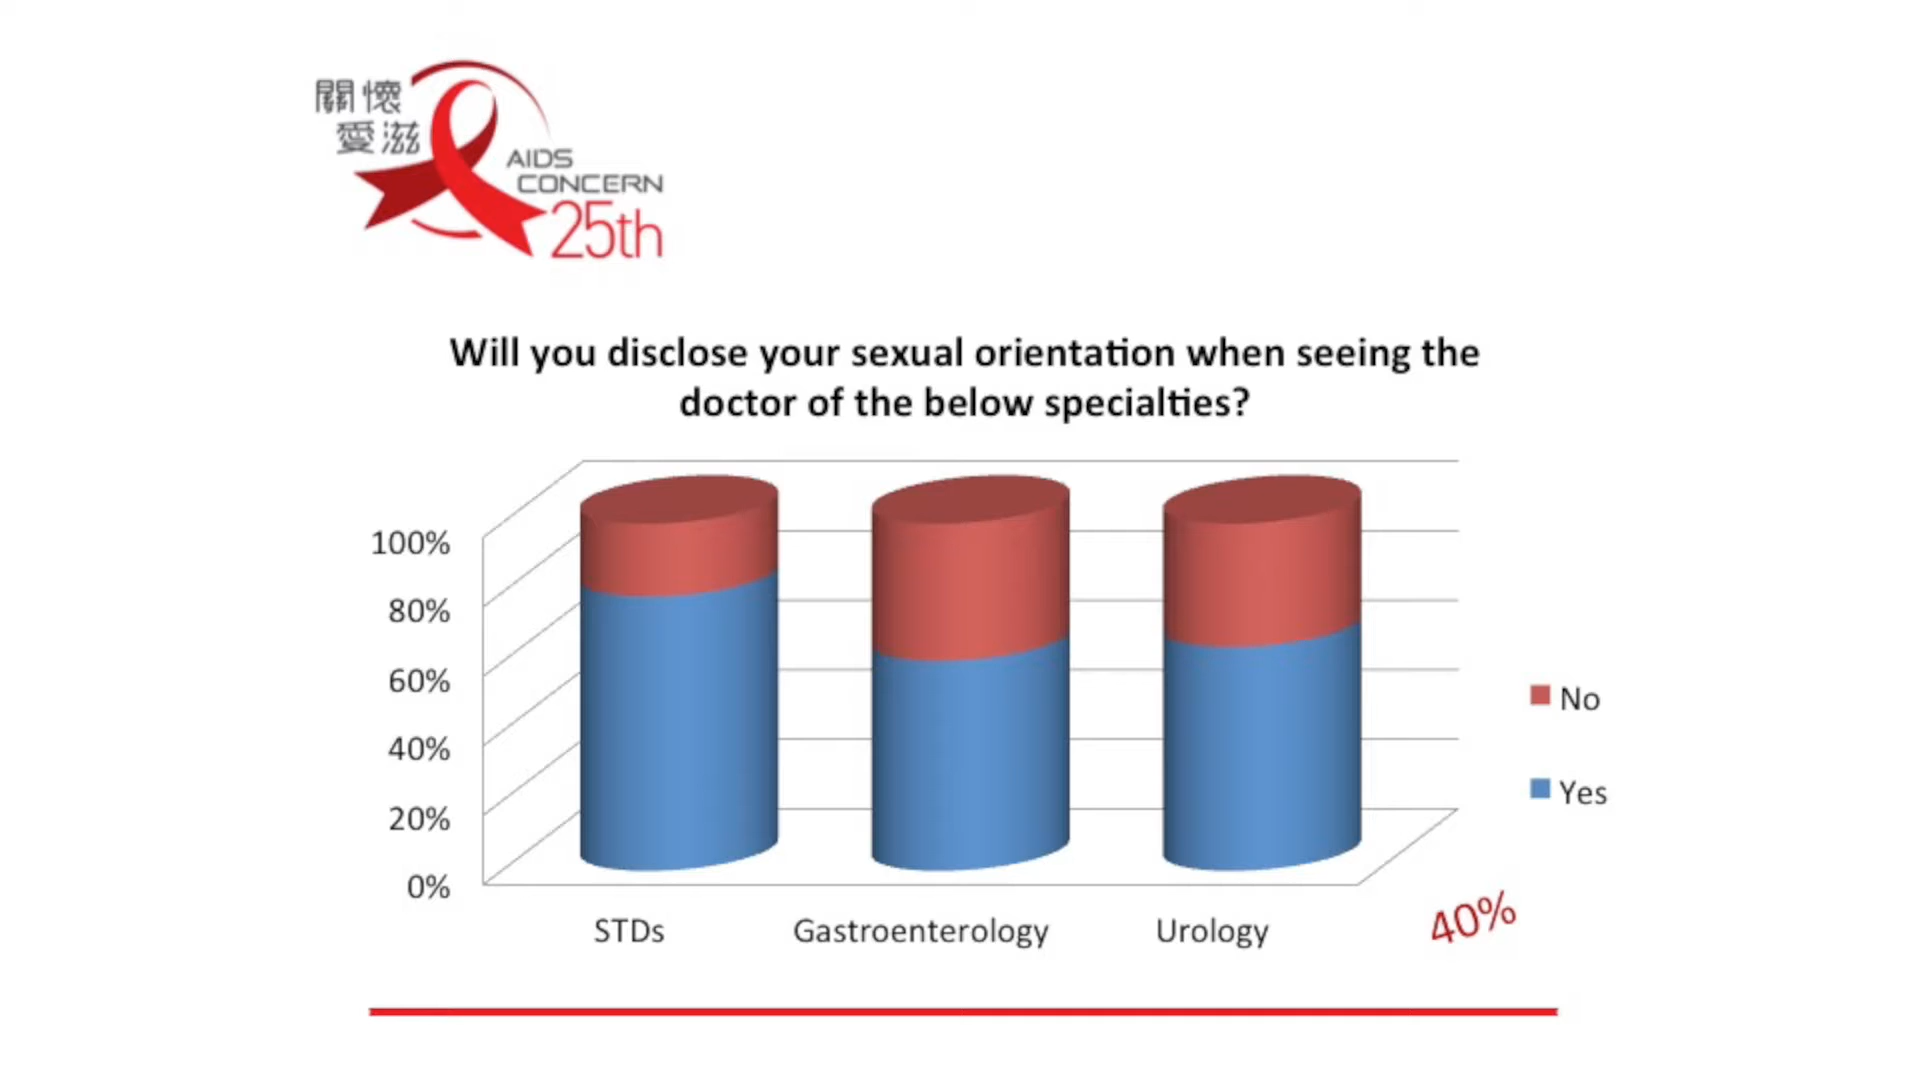 關懷
愛滋
AIDS
CONCERN
25th
Will you disclose your sexual orientation when seeing the
doctor of the below specialties?
100%
80%
60%
40%
20%
0%
No
Yes
STDs
Gastroenterology
Urology
40%